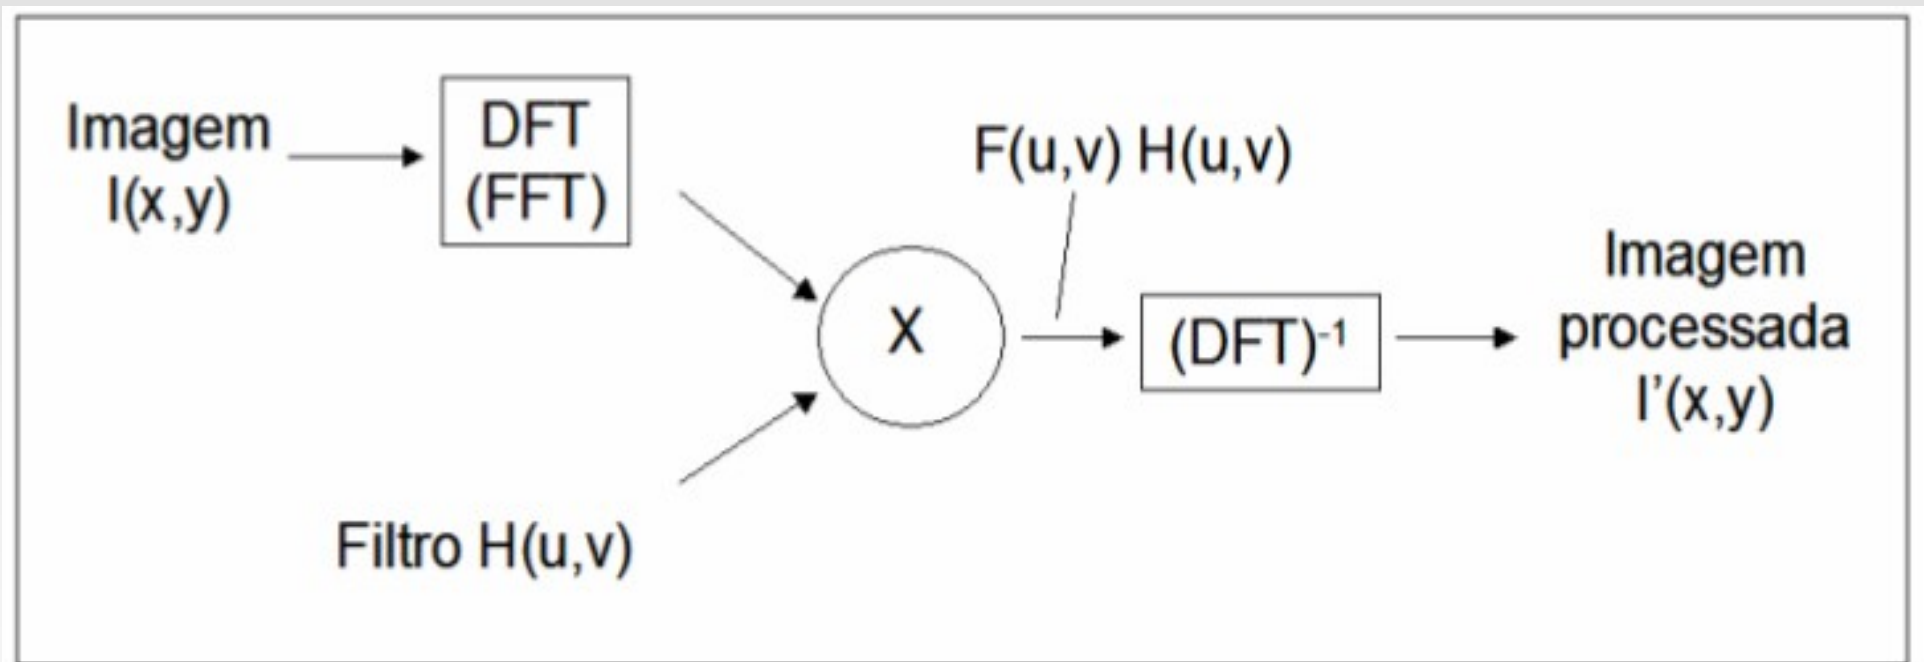 Imagem
I(x,y)
DFT
(FFT)
F(u,v) H(u,v)
X
(DFT)-1
Imagem
processada
I’(x,y)
Filtro H(u,v)